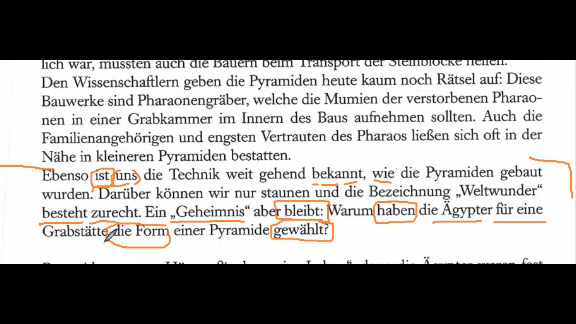 lich war, mussten auch die Bauern beim Transport der Steinblöcke helfen.
Den Wissenschaftlern geben die Pyramiden heute kaum noch Rätsel auf: Diese
Bauwerke sind Pharaonengräber, welche die Mumien der verstorbenen Pharao-
nen in einer Grabkammer im Innern des Baus aufnehmen sollten. Auch die
Familienangehörigen und engsten Vertrauten des Pharaos ließen sich oft in der
Nähe in kleineren Pyramiden bestatten.
Ebenso ist uns die Technik weit gehend bekannt, wie die Pyramiden gebaut
wurden. Darüber können wir nur staunen und die Bezeichnung „Weltwunder“
besteht zurecht. Ein „Geheimnis“ aber bleibt: Warum haben die Ägypter für eine
Grabstätte die Form einer Pyramide gewählt?